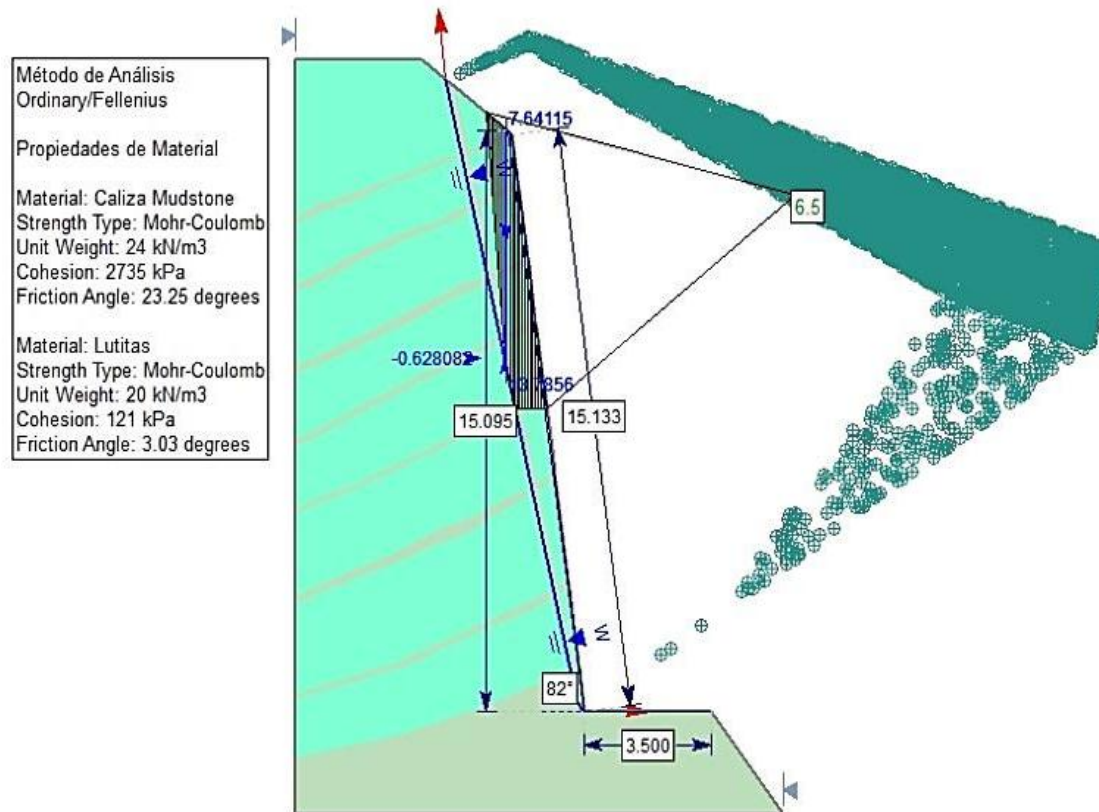 Método de Análisis
Ordinary/Fellenius
Propiedades de Material
Material: Caliza Mudstone
Strength Type: Mohr-Coulomb
Unit Weight: 24 kN/m3
Cohesion: 2735 kPa
Friction Angle: 23.25 degrees
Material: Lutitas
Strength Type: Mohr-Coulomb
Unit Weight: 20 kN/m3
Cohesion: 121 kPa
Friction Angle: 3.03 degrees
7.64115
W
6.5
-0.628082
15.095
15.133
W
82°
3.500